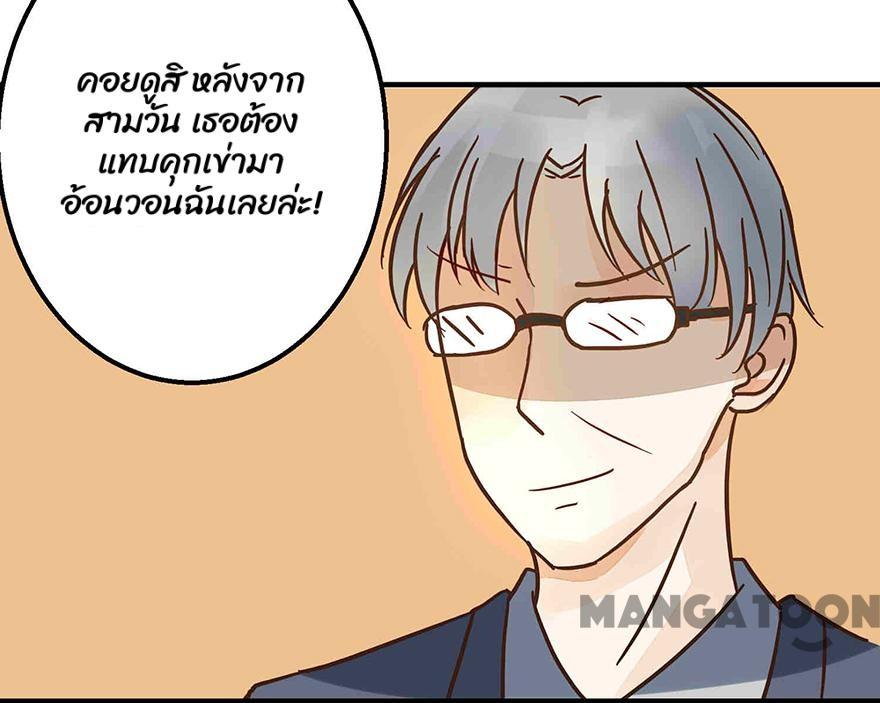 คอยดูสิ หลังจาก
สามวัน เธอต้อง
แทบคุกเข่ามา
อ้อนวอนฉันเลยล่ะ!
MANGATOON